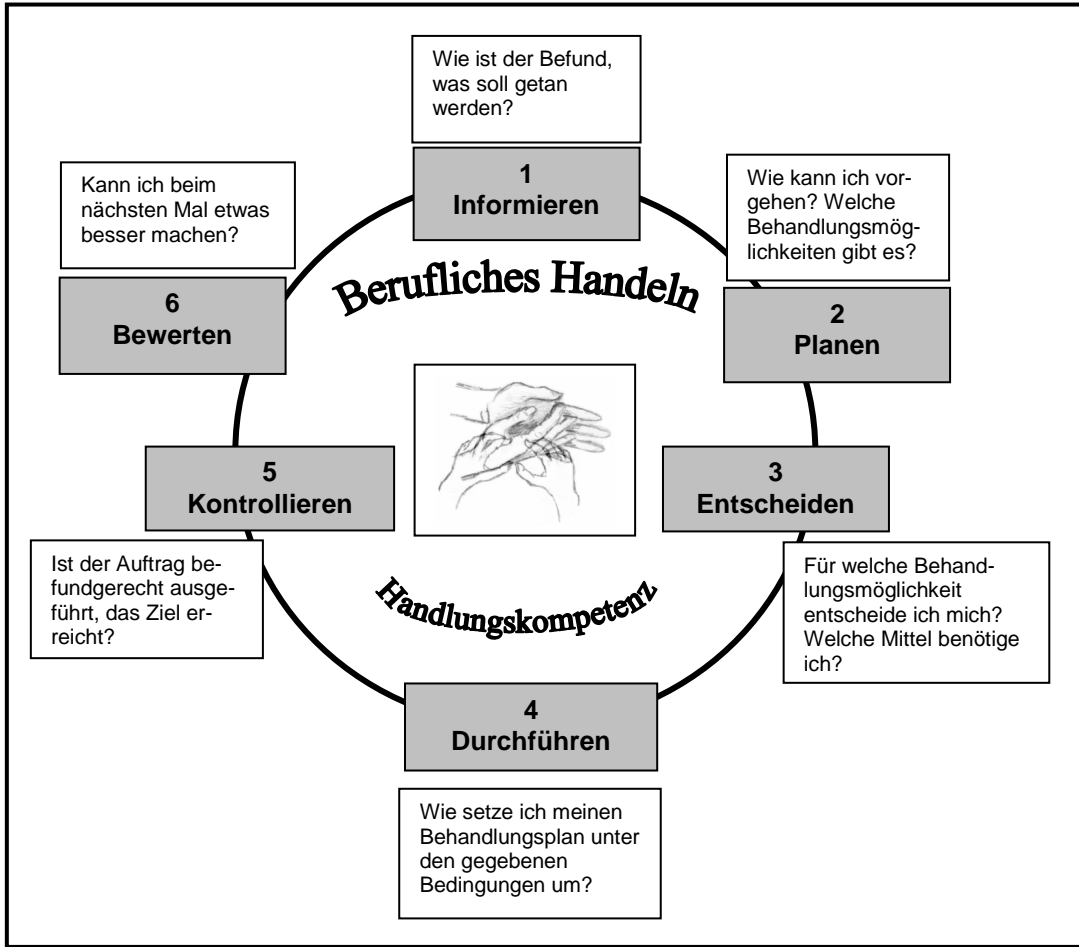 Wie ist der Befund,
was soll getan
werden?
1
Informieren
Wie kann ich vor-
gehen? Welche
Behandlungsmög-
lichkeiten gibt es?
2
Planen
3
Entscheiden
Für welche Behand-
lungsmöglichkeit
entscheide ich mich?
Welche Mittel benötige
ich?
4
Durchführen
Wie setze ich meinen
Behandlungsplan unter
den gegebenen
Bedingungen um?
5
Kontrollieren
Ist der Auftrag be-
fundgerecht ausge-
führt, das Ziel er-
reicht?
Kann ich beim
nächsten Mal etwas
besser machen?
6
Bewerten
Berufliches Handeln
Handlungskompetenz